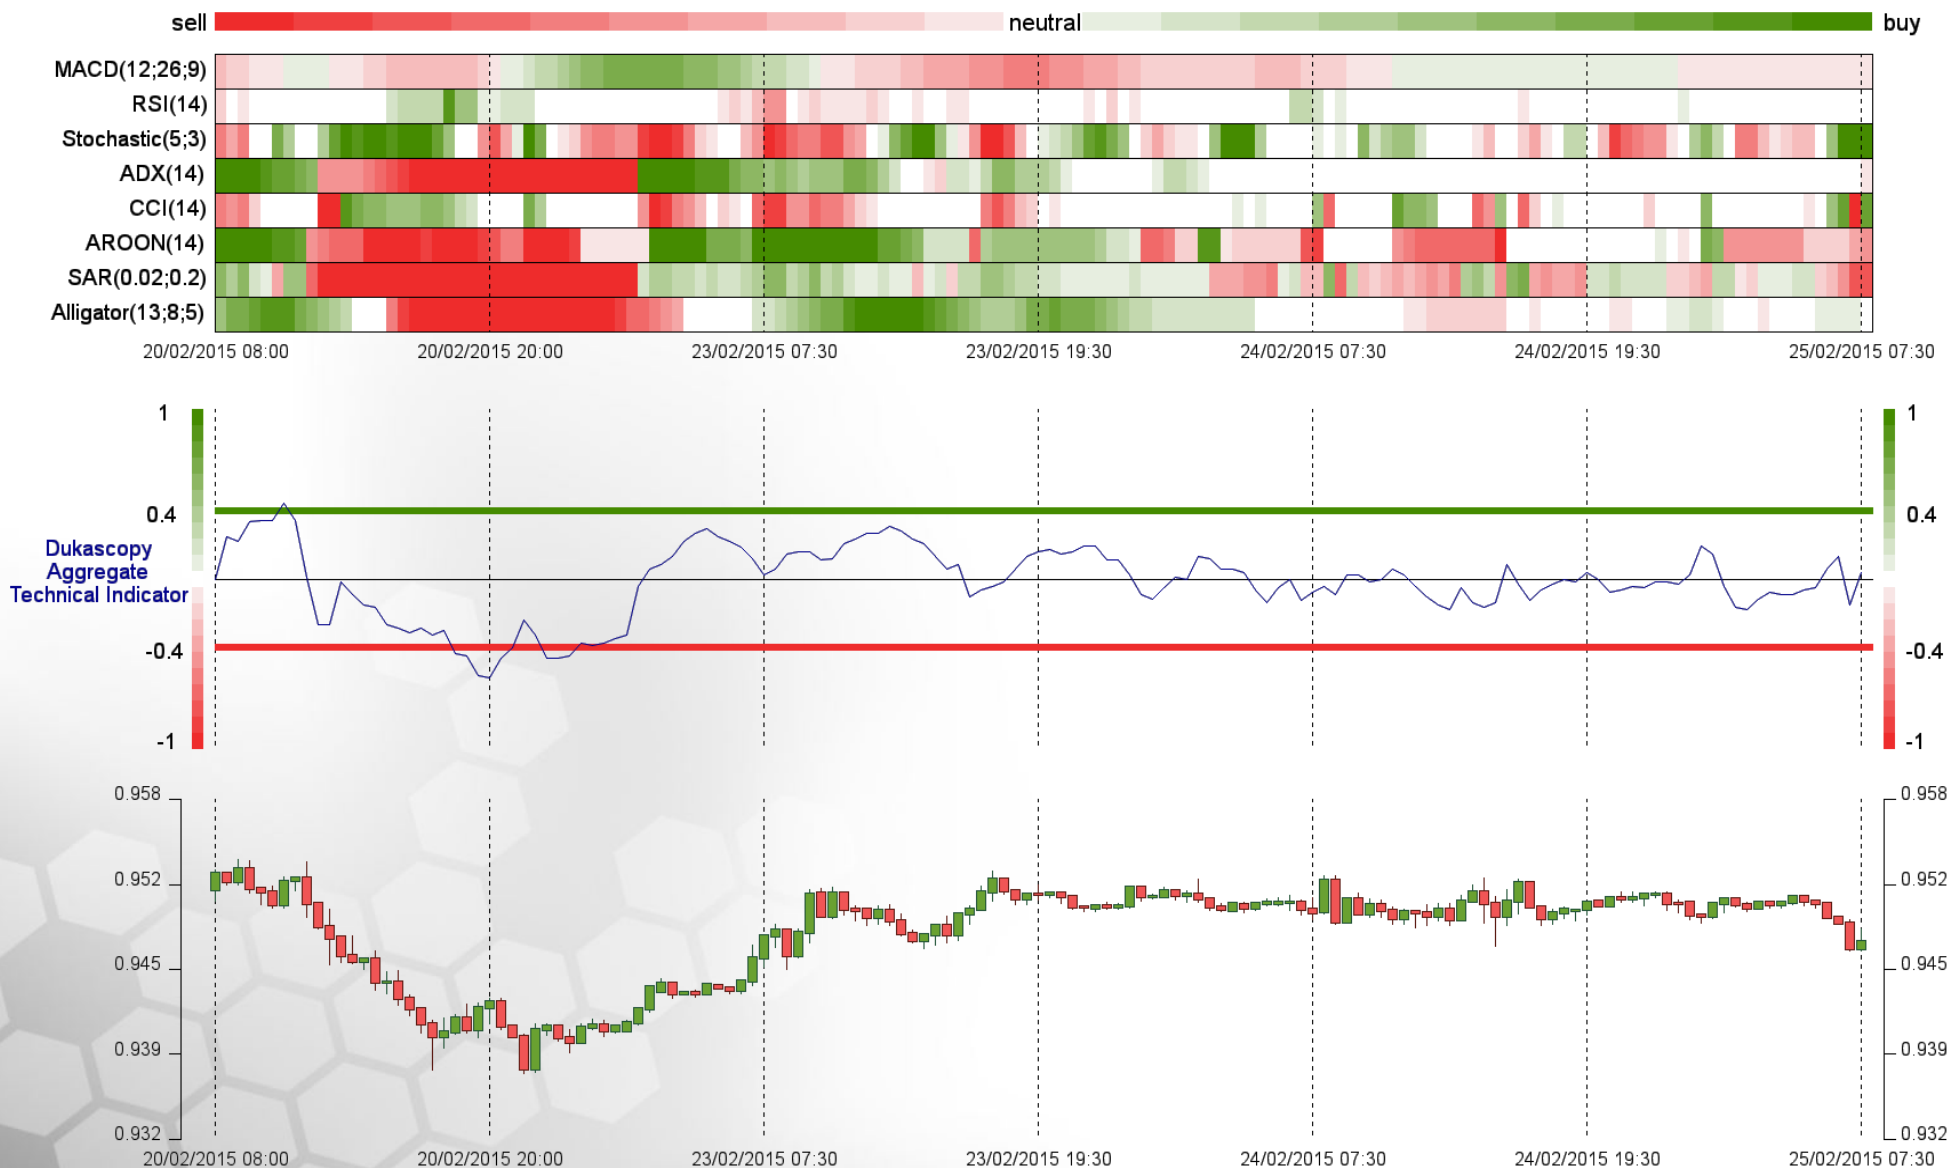 sell neutral buy
MACD(12;26;9)
RSI(14)
Stochastic(5;3)
ADX(14)
CCI(14)
AROON(14)
SAR(0.02;0.2)
Alligator(13;8;5)
20/02/2015 08:00 20/02/2015 20:00 23/02/2015 07:30 23/02/2015 19:30 24/02/2015 07:30 24/02/2015 19:30 25/02/2015 07:30
1 1
0.4 0.4
Dukascopy
Aggregate
Technical Indicator
-0.4 -0.4
-1 -1
0.958 0.958
0.952 0.952
0.945 0.945
0.939 0.939
0.932 0.932
20/02/2015 08:00 20/02/2015 20:00 23/02/2015 07:30 23/02/2015 19:30 24/02/2015 07:30 24/02/2015 19:30 25/02/2015 07:30